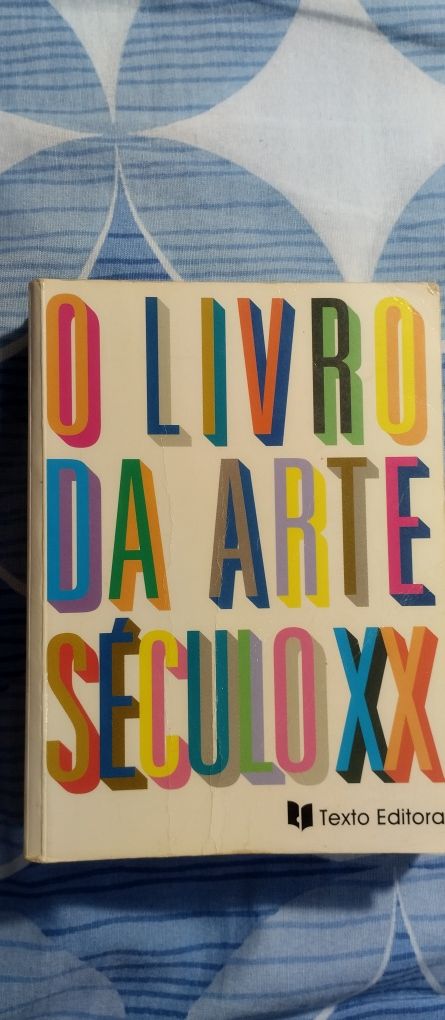 O LIVRO
DA ARTE
SÉCULO XX
Texto Editora